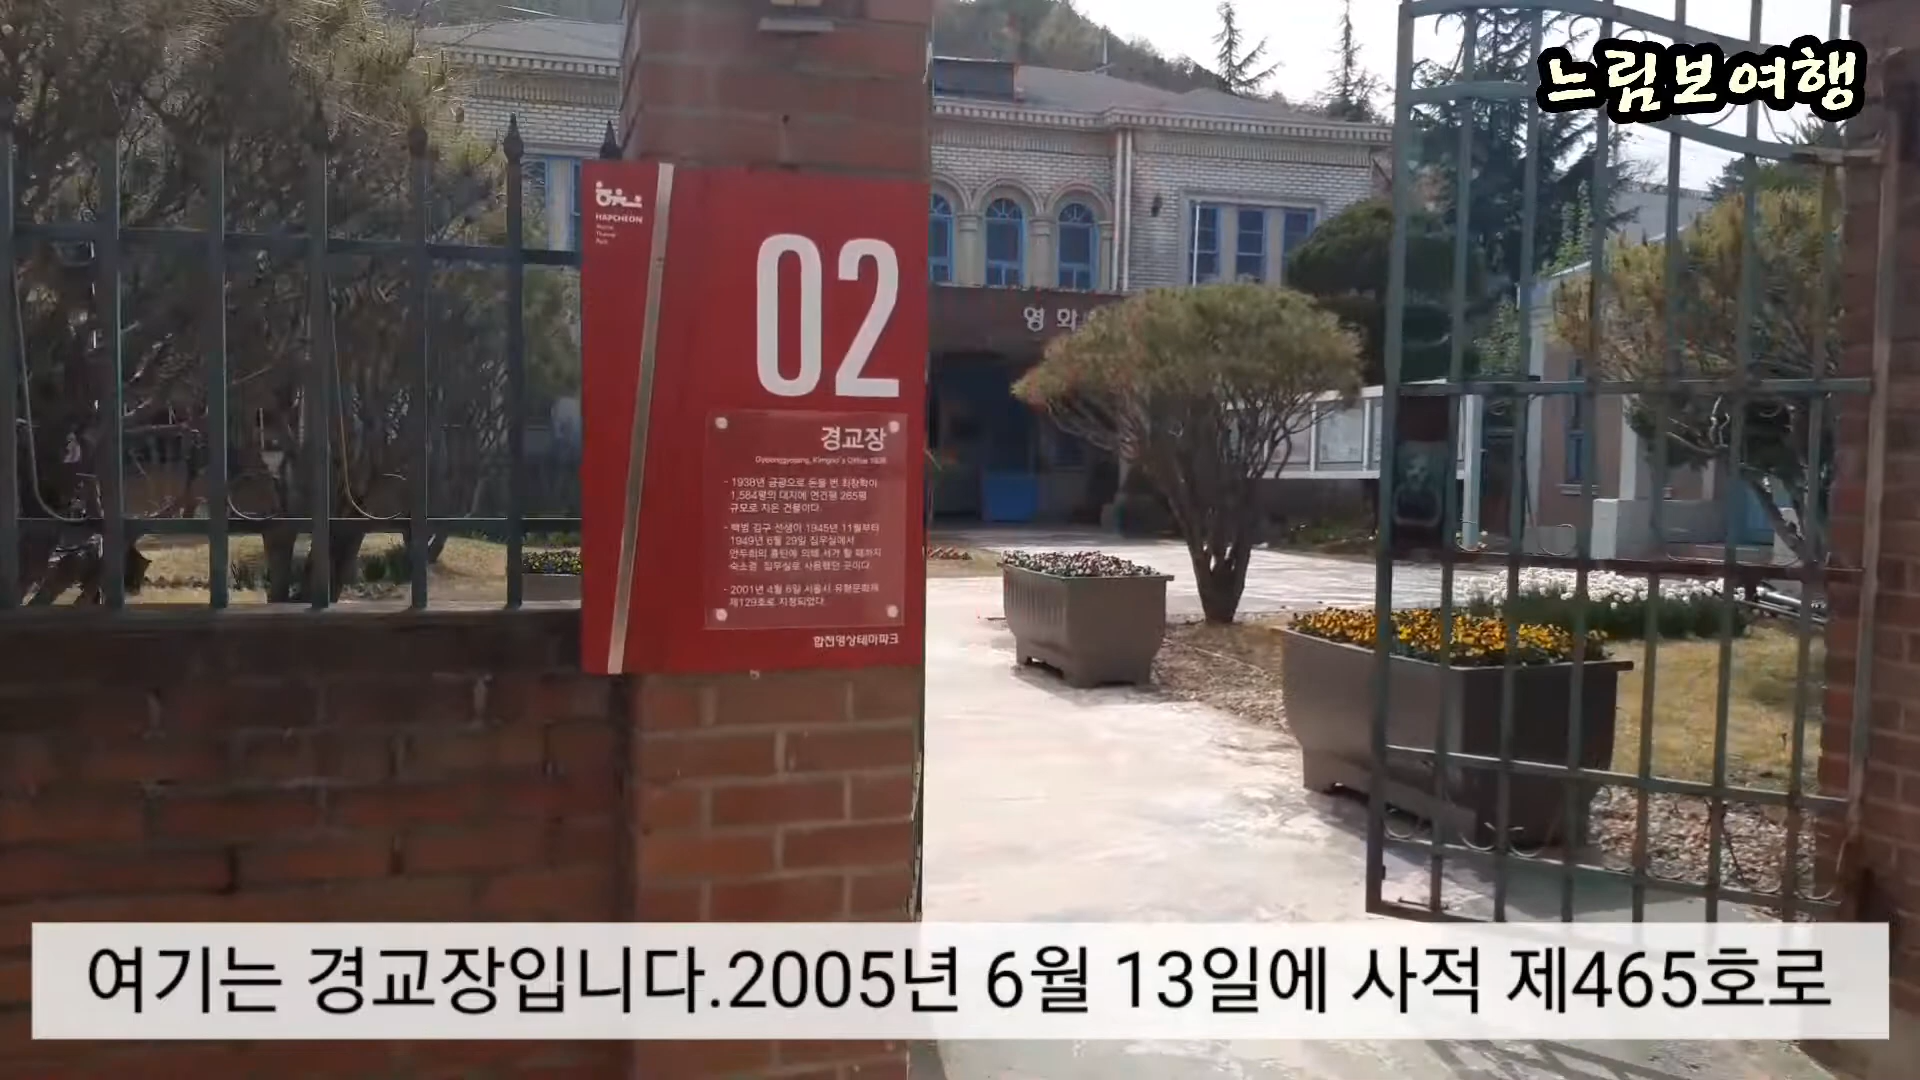 느림보여행
HAPCHEON
Movie
Theme
Park
02
경교장
Gyeonggyojang, Kimgoo's Office 1938
- 1938년 금광으로 돈을 번 최창학이
1,584평의 대지에 연건평 265평
규모로 지은 건물이다.
- 백범 김구 선생이 1945년 11월부터
1949년 6월 29일 집무실에서
안두희의 흉탄에 의해 서거 할 때까지
숙소겸 집무실로 사용했던 곳이다.
- 2001년 4월 6일 서울시 유형문화재
제129호로 지정되었다.
합천영상테마파크
영화
여기는 경교장입니다.2005년 6월 13일에 사적 제465호로